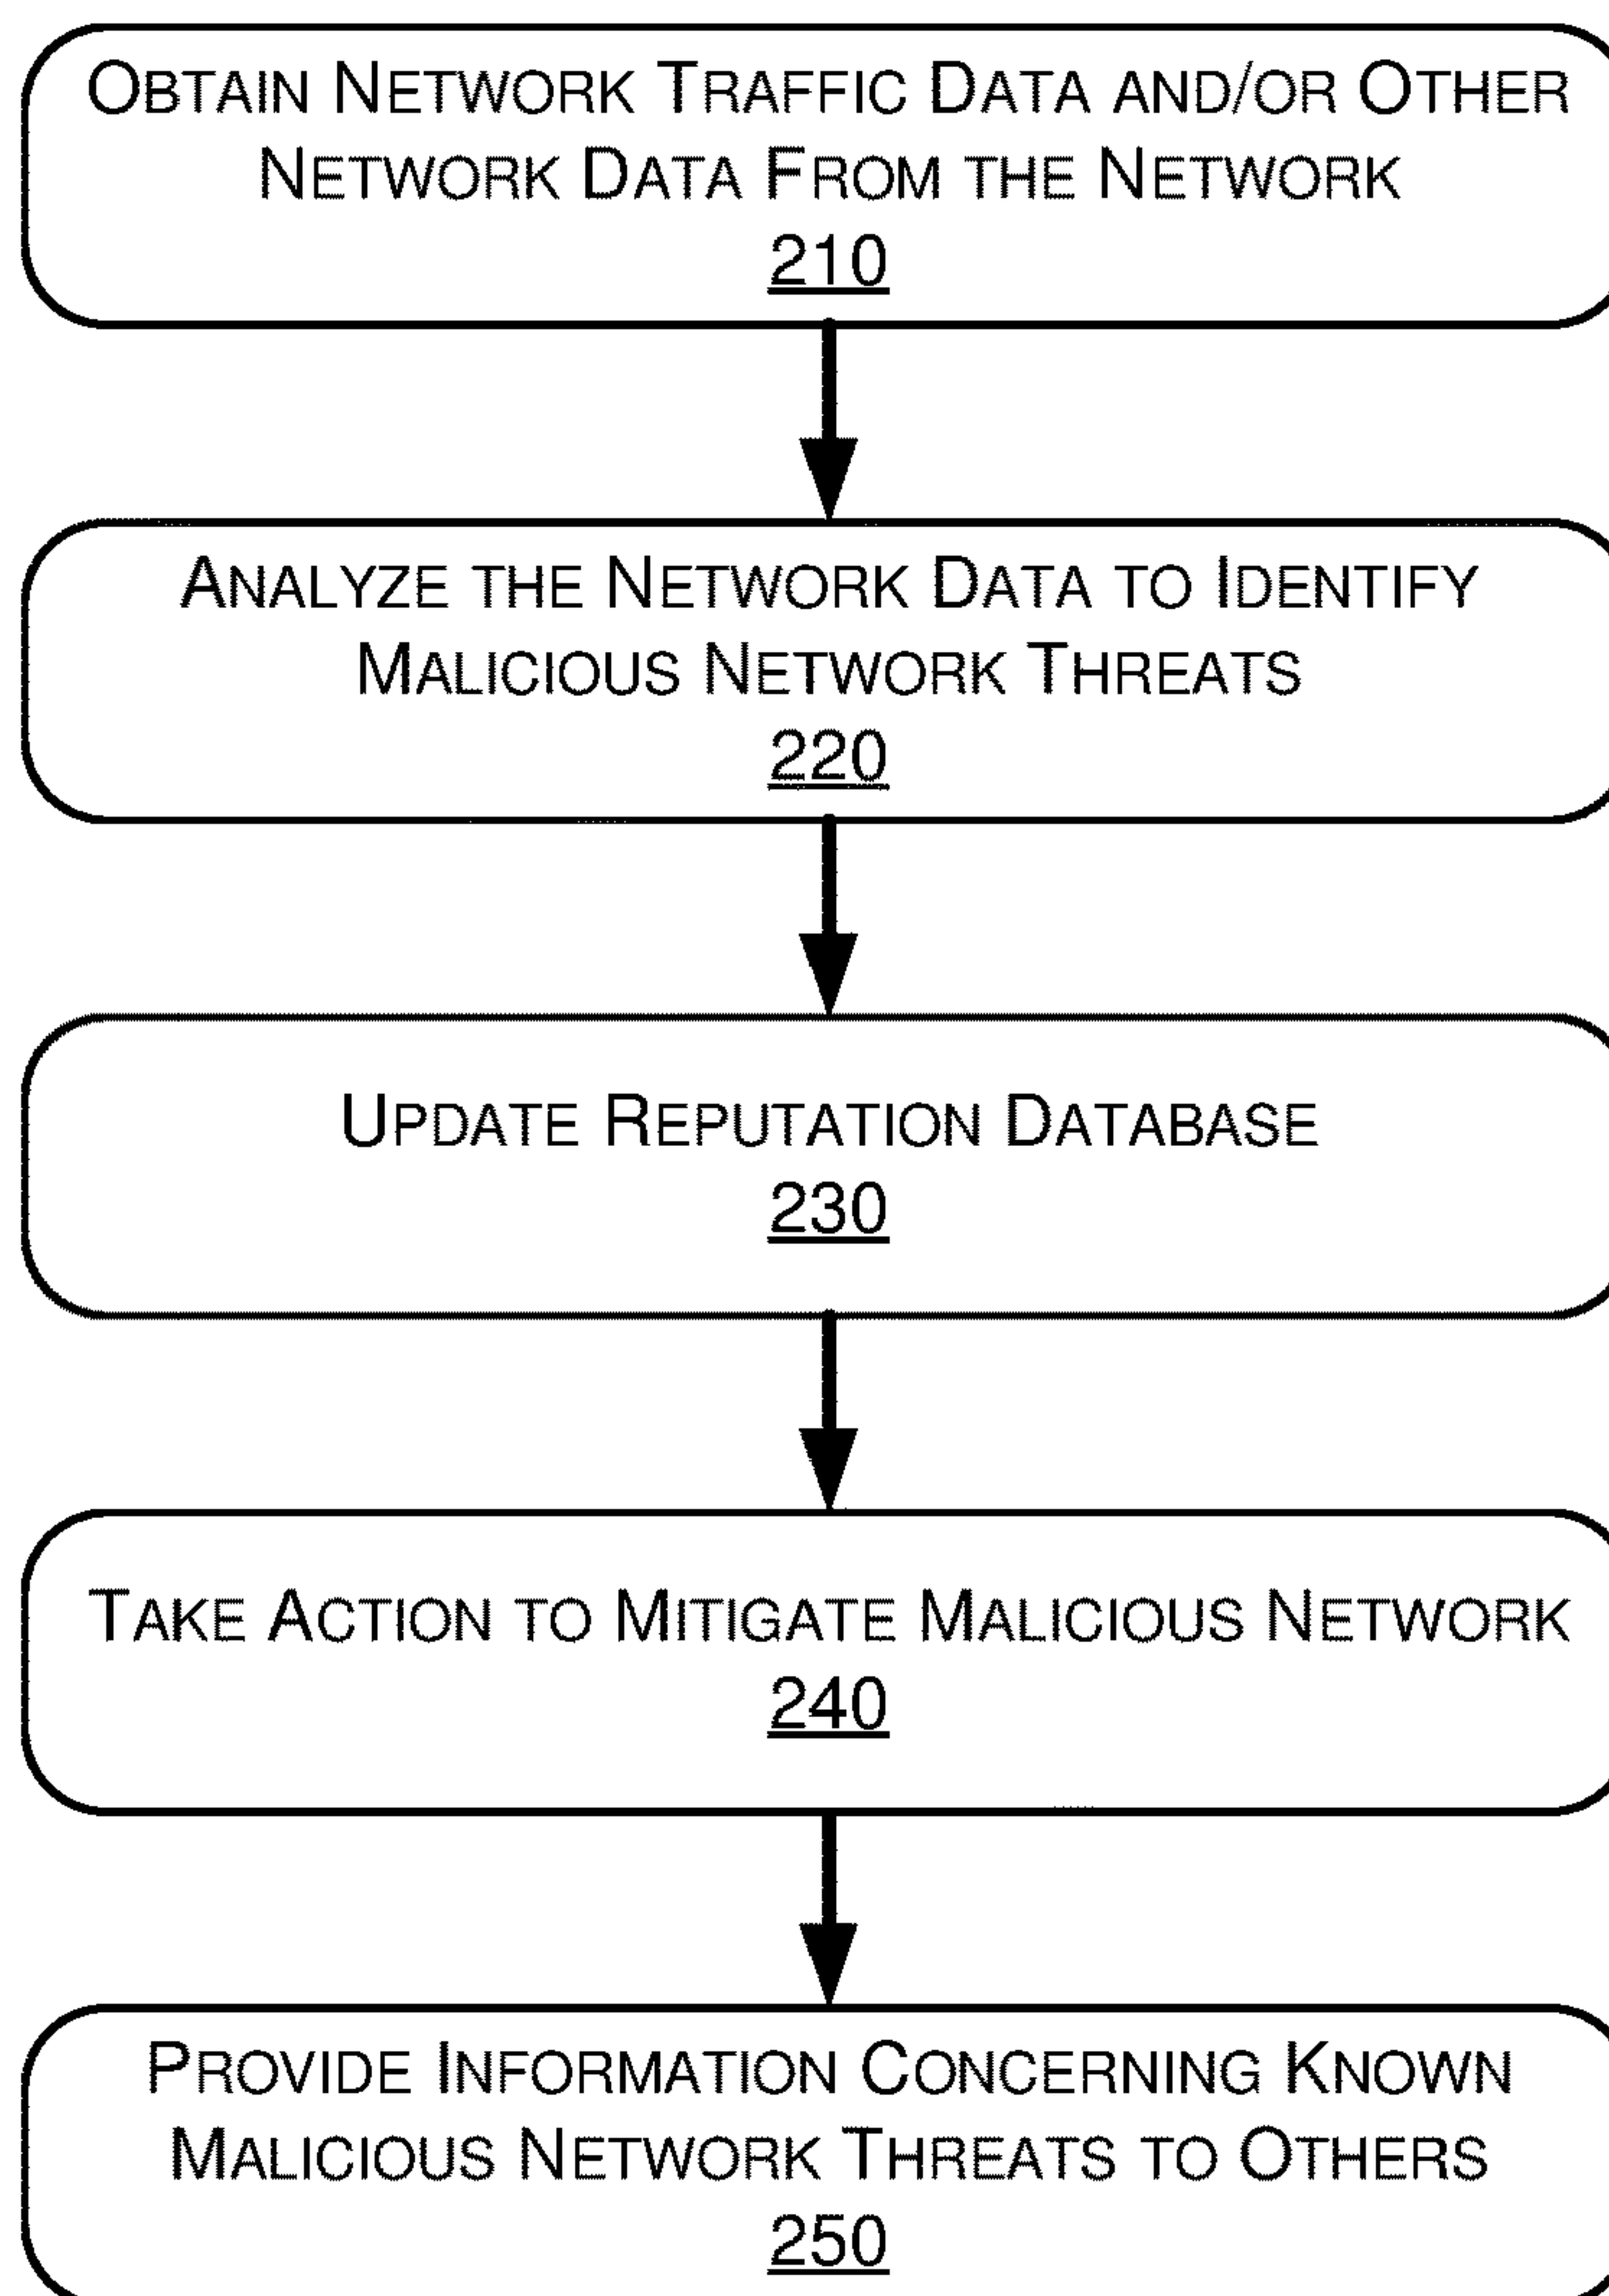 OBTAIN NETWORK TRAFFIC DATA AND/OR OTHER
NETWORK DATA FROM THE NETWORK
210
ANALYZE THE NETWORK DATA TO IDENTIFY
MALICIOUS NETWORK THREATS
220
UPDATE REPUTATION DATABASE
230
TAKE ACTION TO MITIGATE MALICIOUS NETWORK
240
PROVIDE INFORMATION CONCERNING KNOWN
MALICIOUS NETWORK THREATS TO OTHERS
250